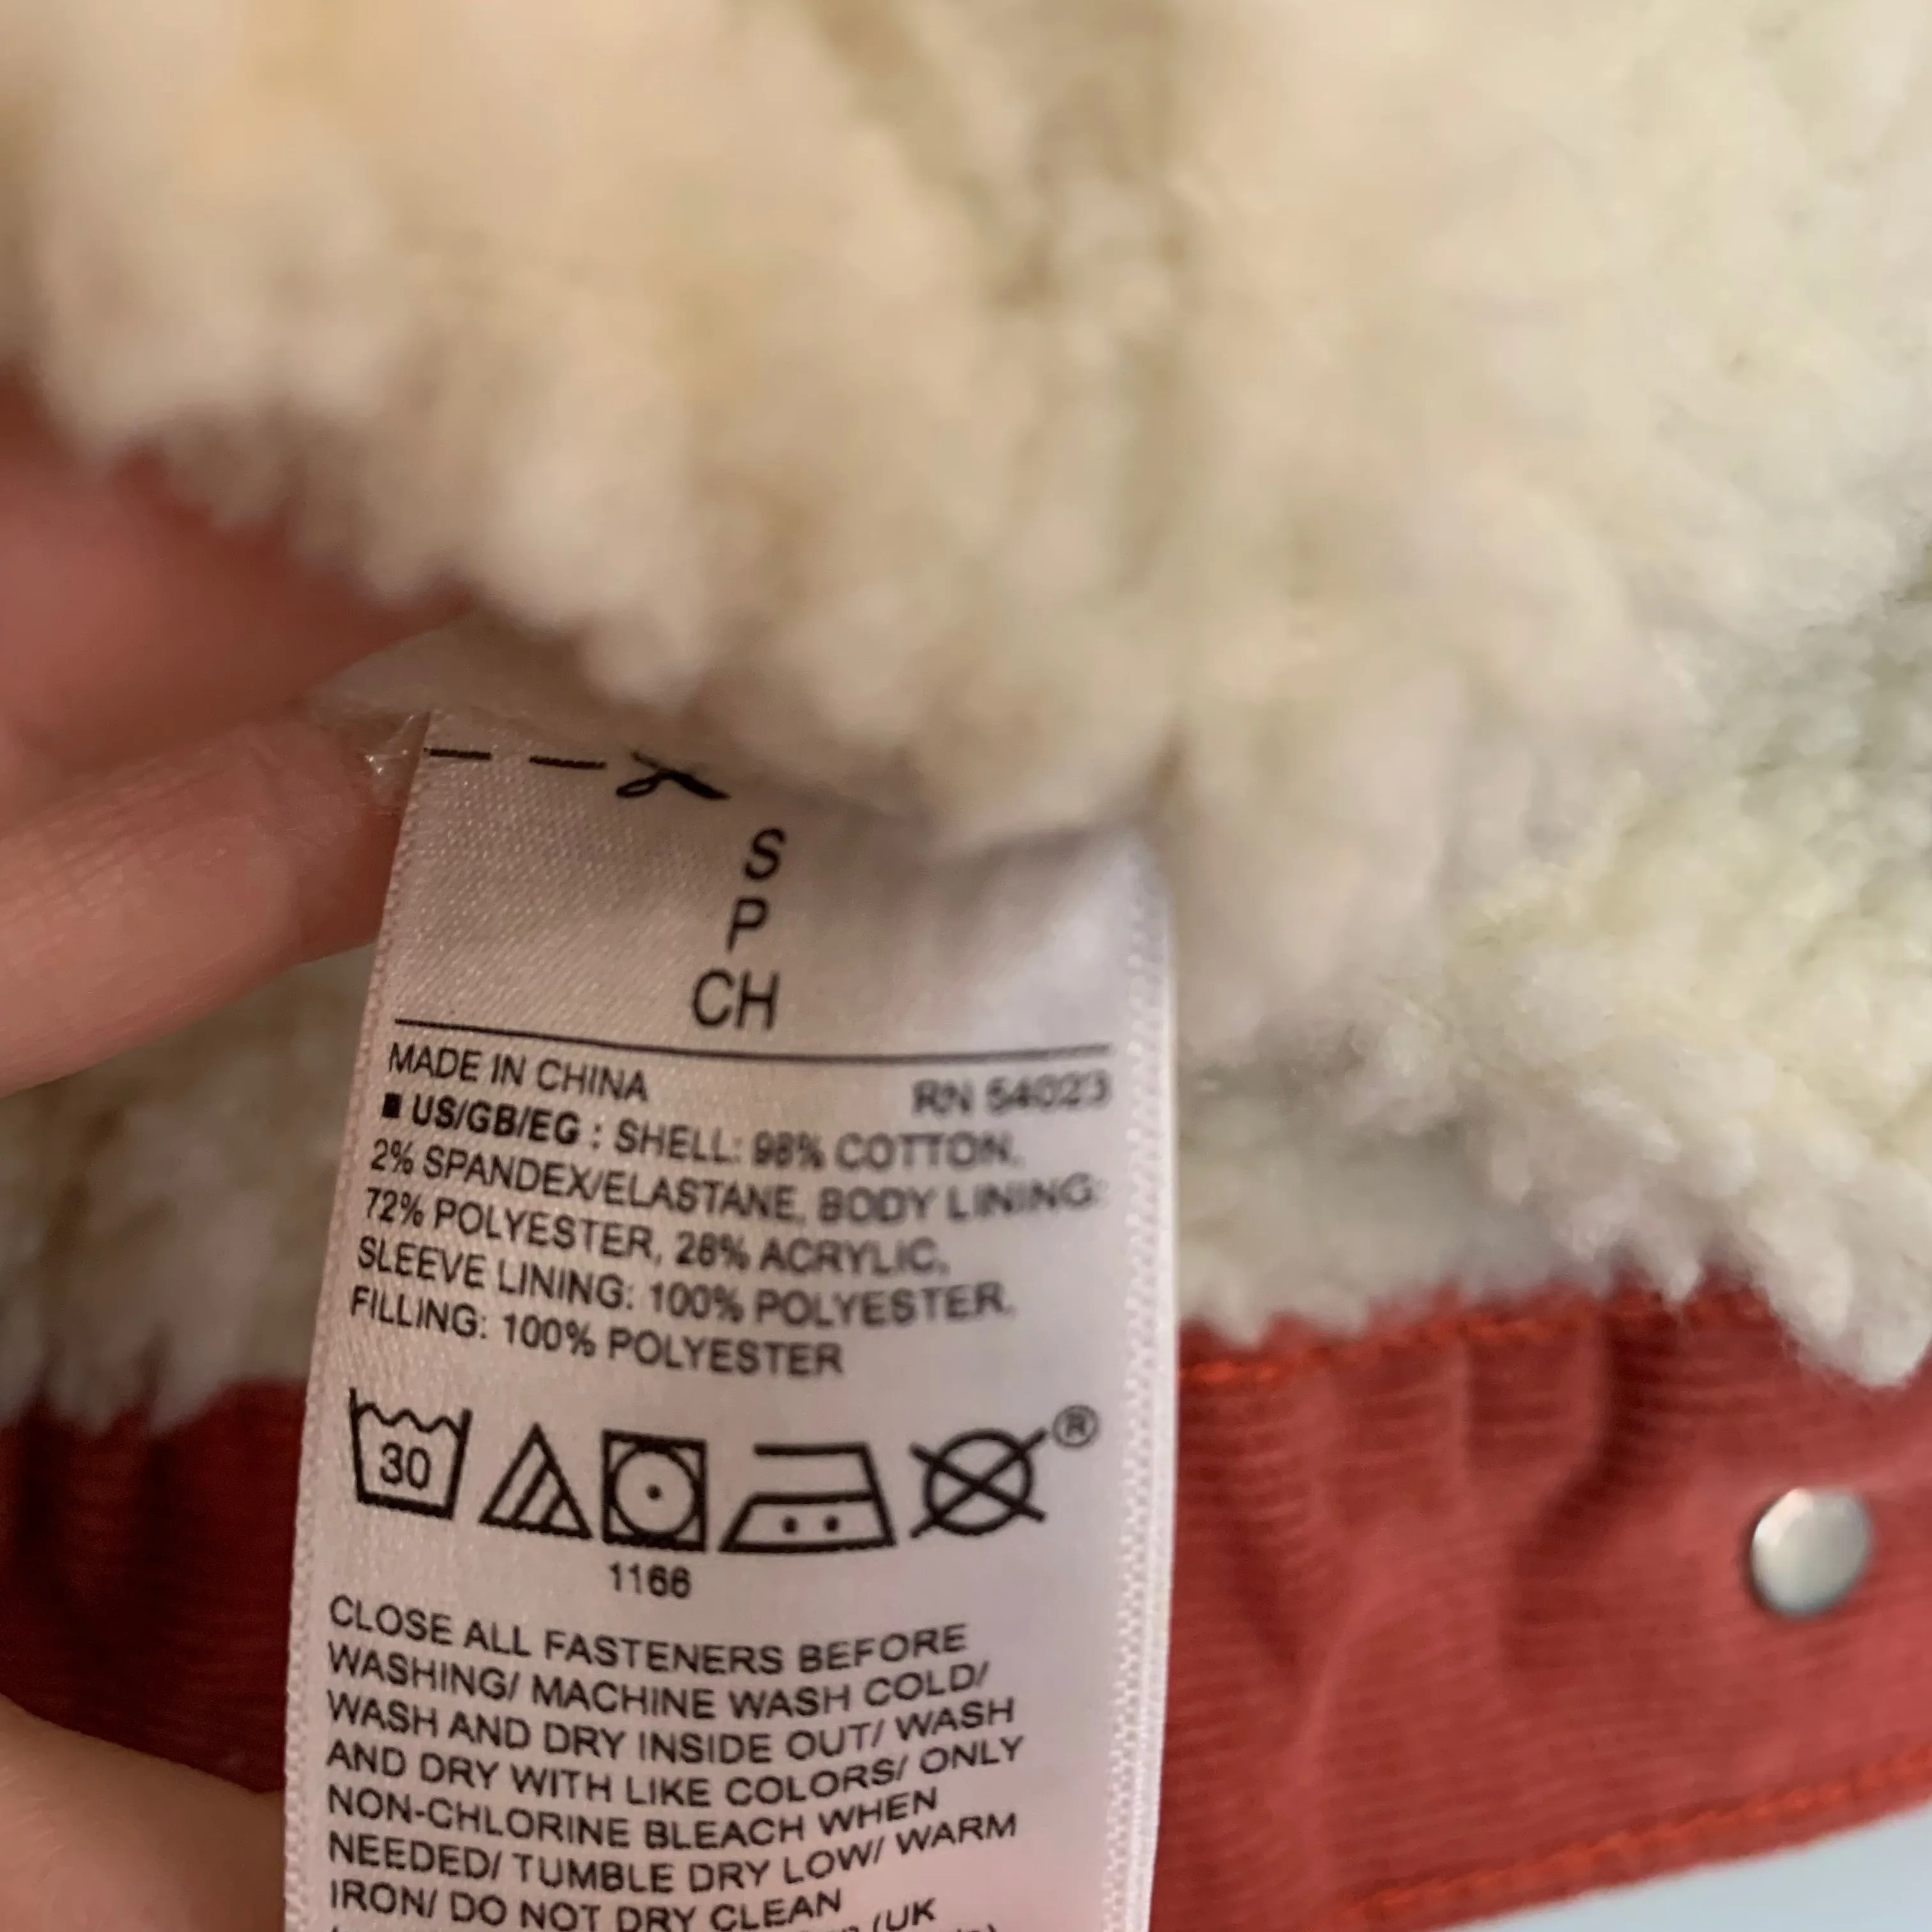 S
P
CH
MADE IN CHINA RN 54023
■ US/GB/EG : SHELL: 98% COTTON,
2% SPANDEX/ELASTANE, BODY LINING:
72% POLYESTER, 28% ACRYLIC,
SLEEVE LINING: 100% POLYESTER,
FILLING: 100% POLYESTER
30
®
1166
CLOSE ALL FASTENERS BEFORE
WASHING/ MACHINE WASH COLD/
WASH AND DRY INSIDE OUT/ WASH
AND DRY WITH LIKE COLORS/ ONLY
NON-CHLORINE BLEACH WHEN
NEEDED/ TUMBLE DRY LOW/ WARM
IRON/ DO NOT DRY CLEAN
(UK